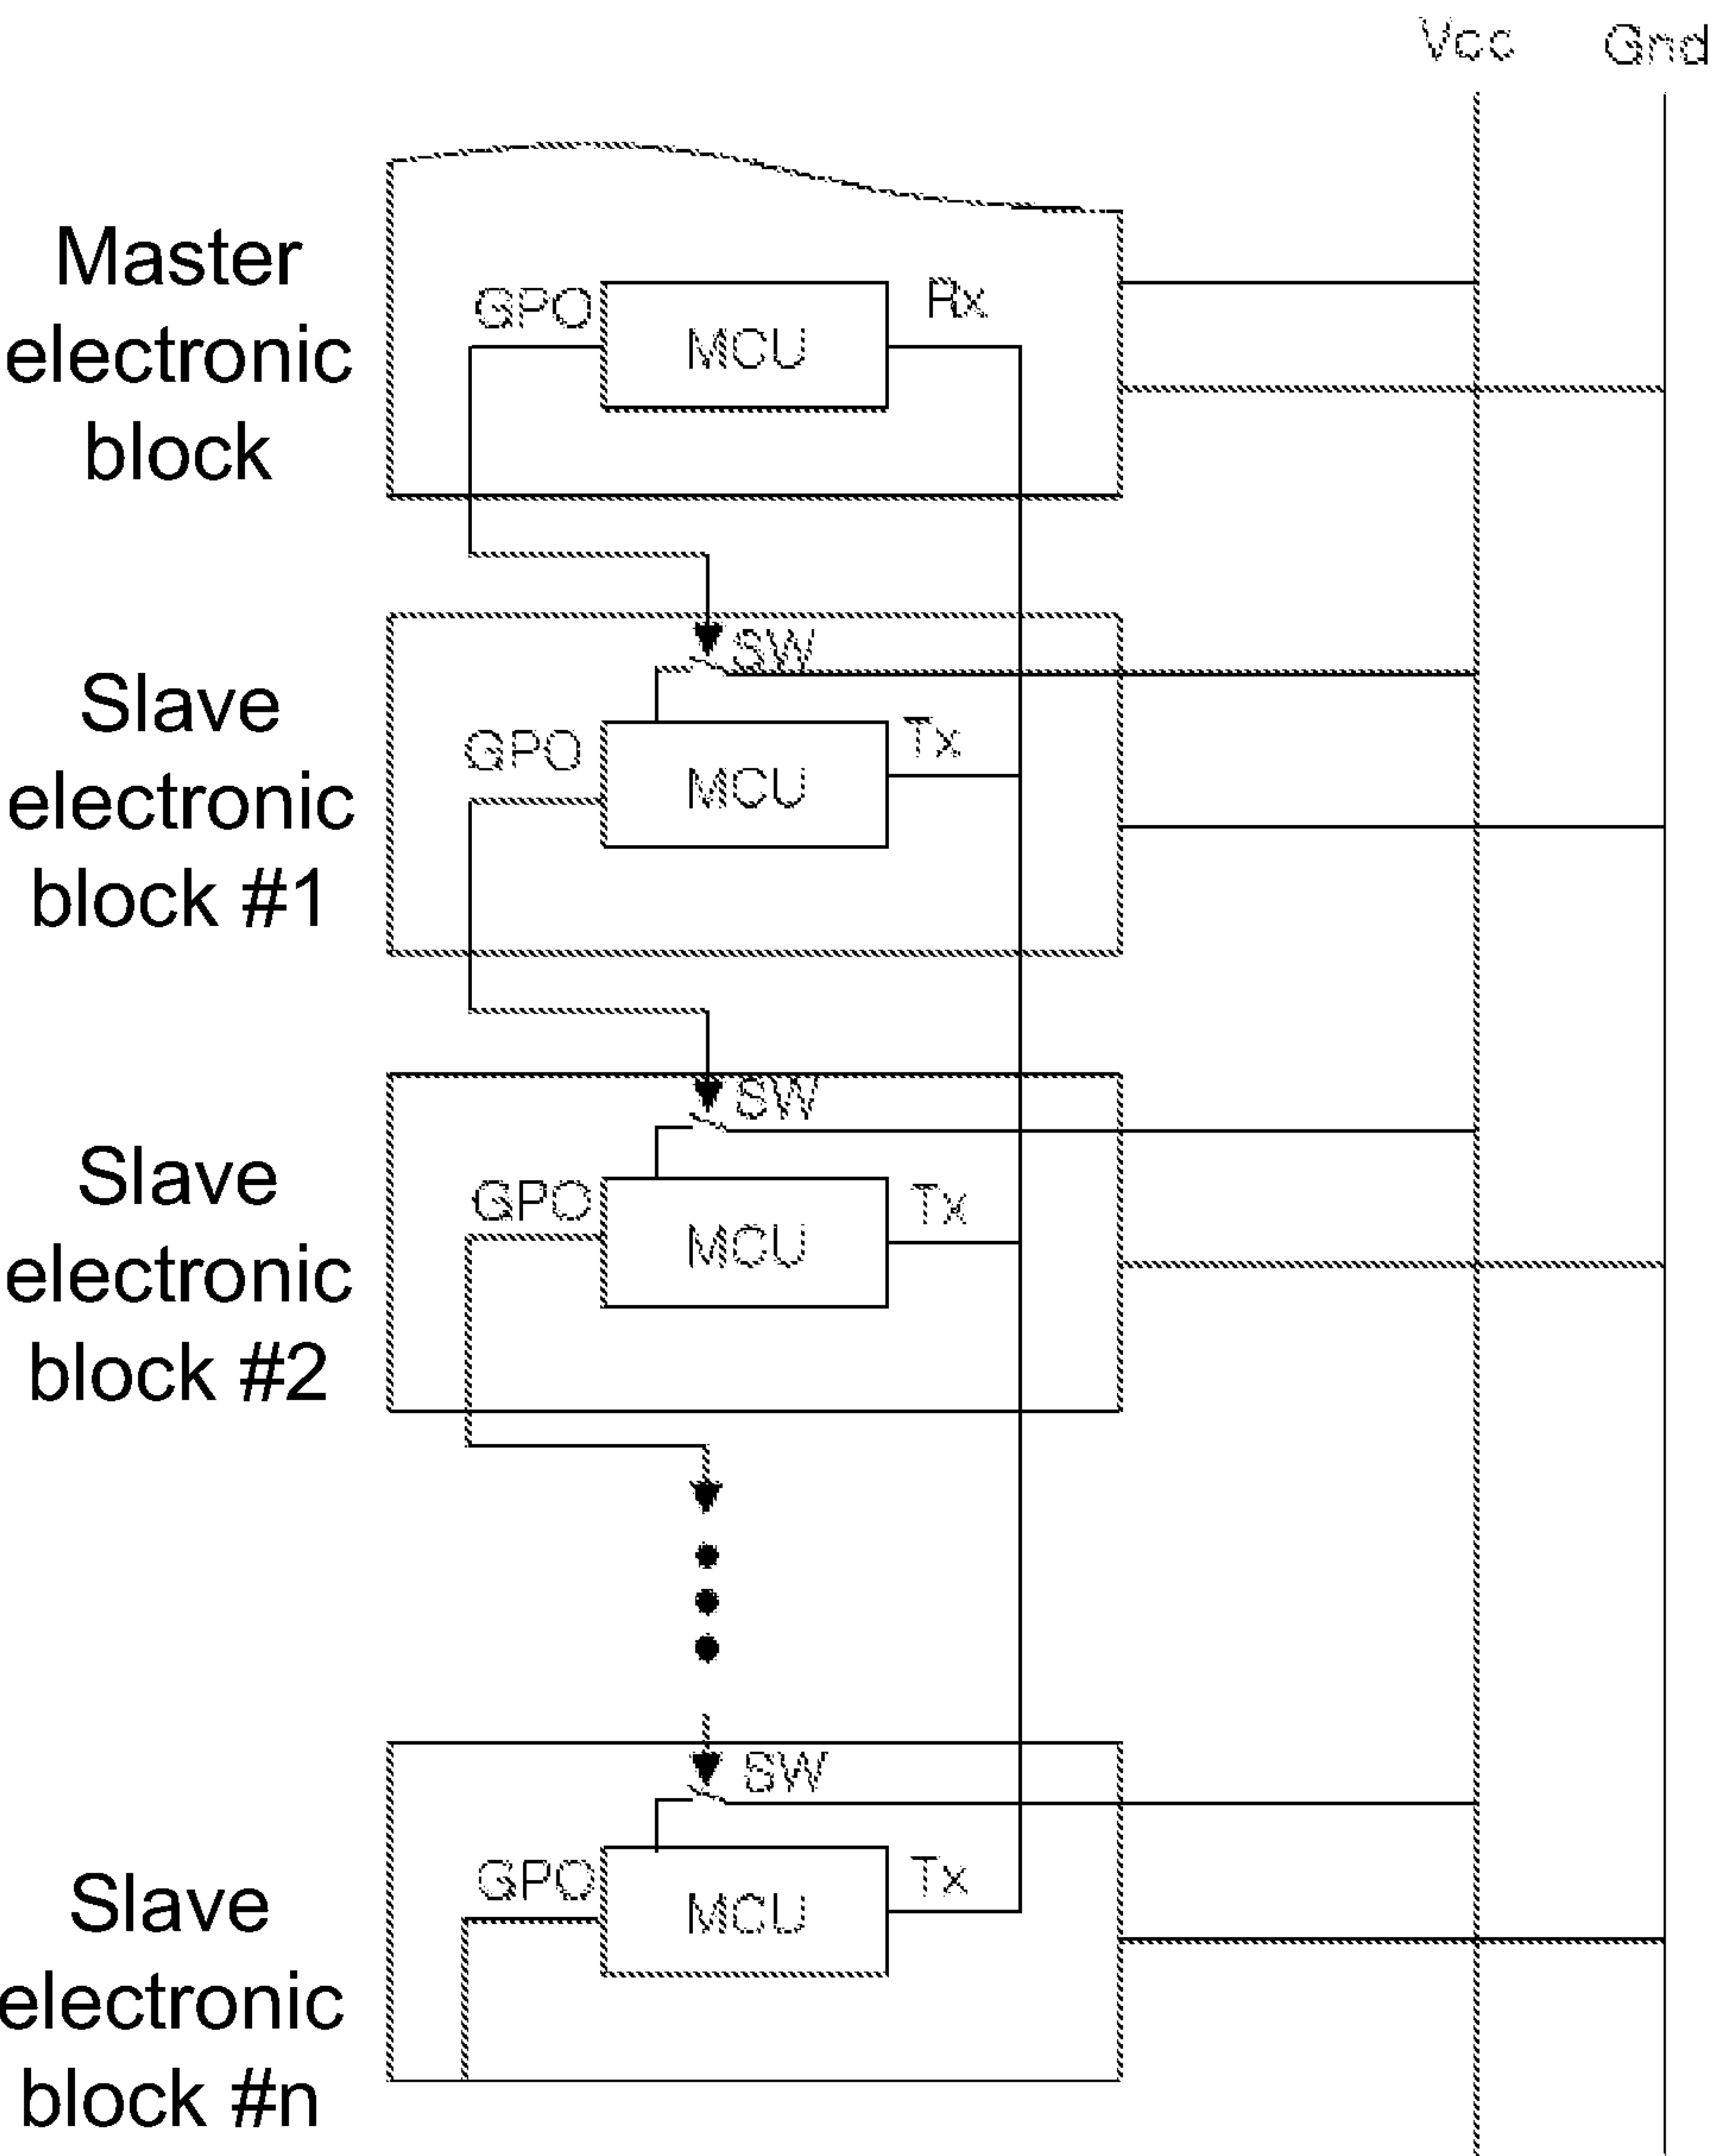 Vcc Gnd
Master
electronic
block
GPO
MCU
Rx
Slave
electronic
block #1
SW
GPO
MCU
Tx
Slave
electronic
block #2
SW
GPO
MCU
Tx
Slave
electronic
block #n
SW
GPO
MCU
Tx